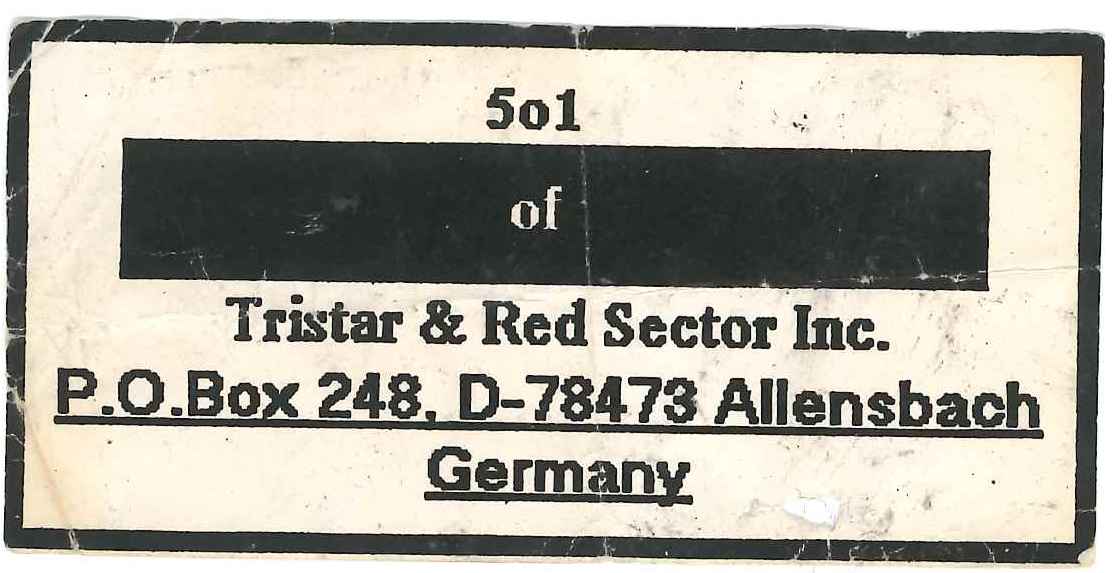 5o1
of
Tristar & Red Sector Inc.
P.O.Box 248, D-78473 Allensbach
Germany